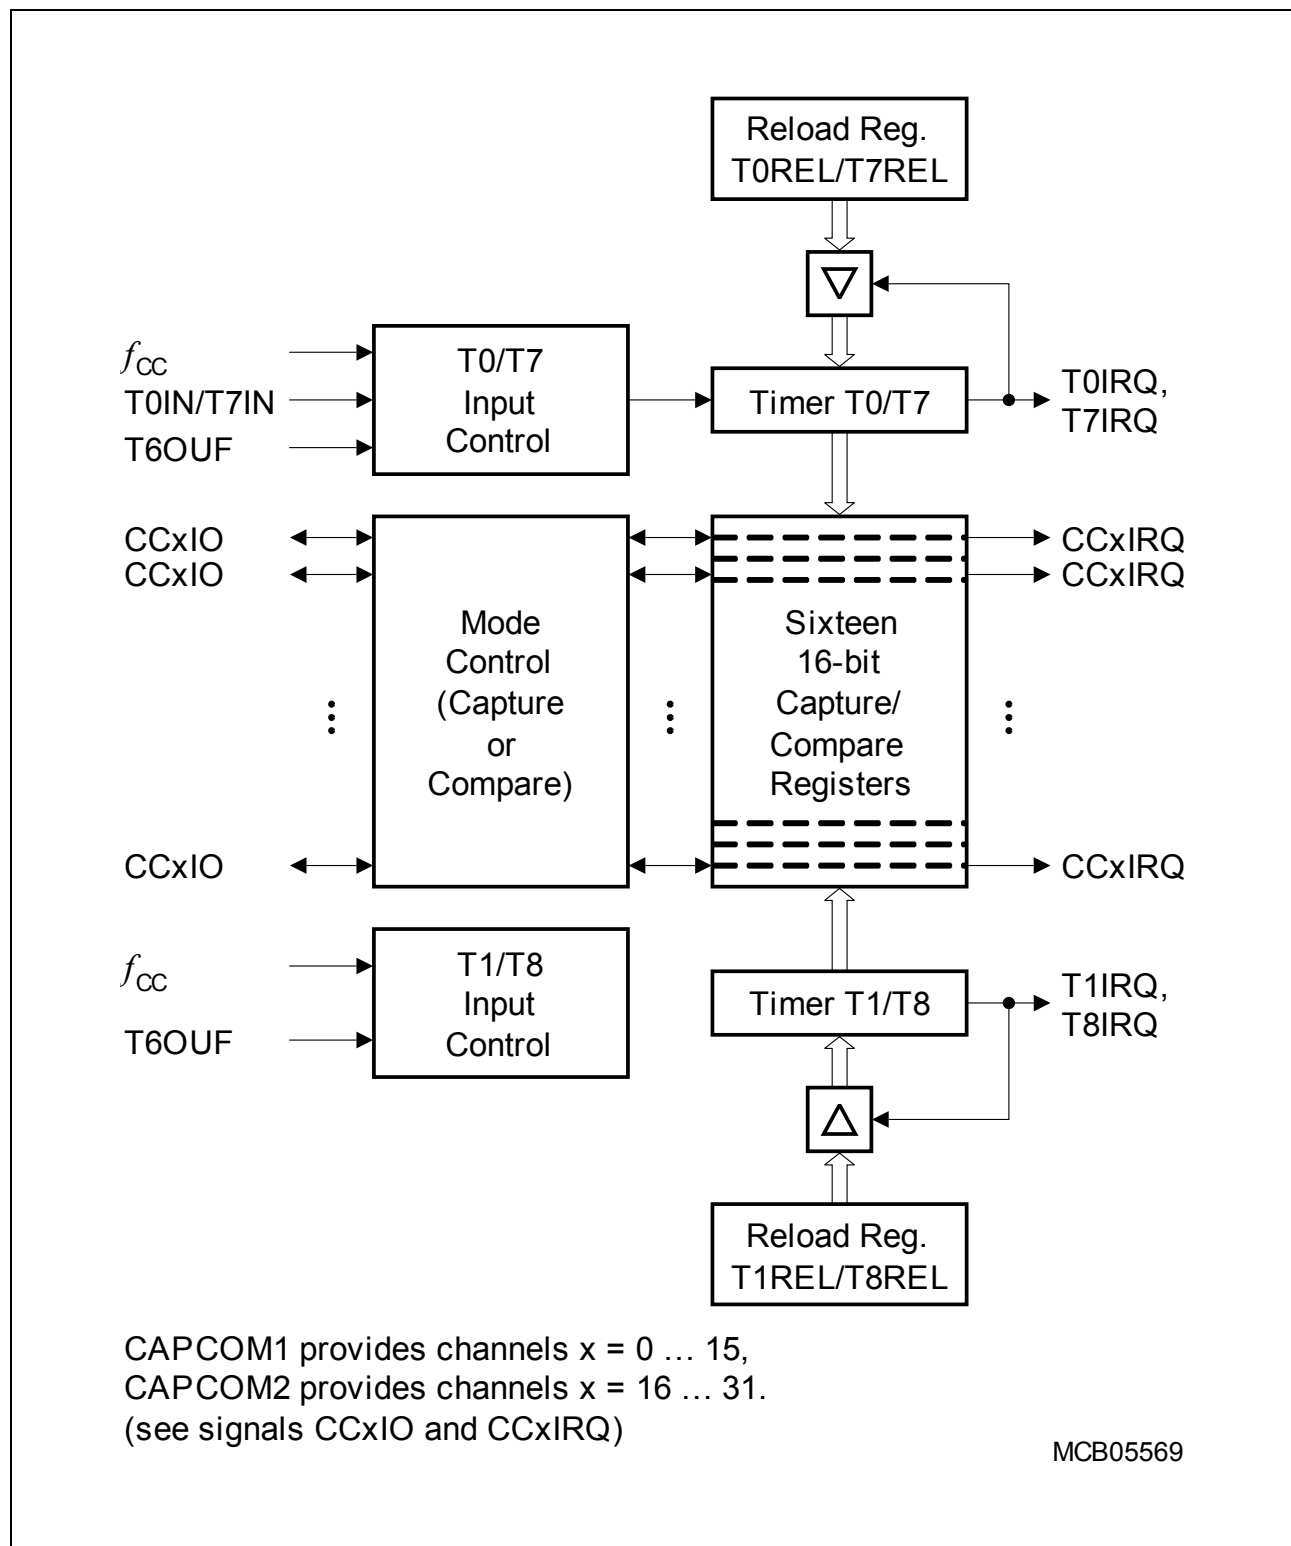 Reload Reg.
T0REL/T7REL
fCC
T0IN/T7IN
T6OUF
T0/T7
Input
Control
Timer T0/T7
T0IRQ,
T7IRQ
CCxIO
CCxIO
CCxIO
Mode
Control
(Capture
or
Compare)
Sixteen
16-bit
Capture/
Compare
Registers
CCxIRQ
CCxIRQ
CCxIRQ
fCC
T6OUF
T1/T8
Input
Control
Timer T1/T8
T1IRQ,
T8IRQ
Reload Reg.
T1REL/T8REL
CAPCOM1 provides channels x = 0 … 15,
CAPCOM2 provides channels x = 16 … 31.
(see signals CCxIO and CCxIRQ)
MCB05569